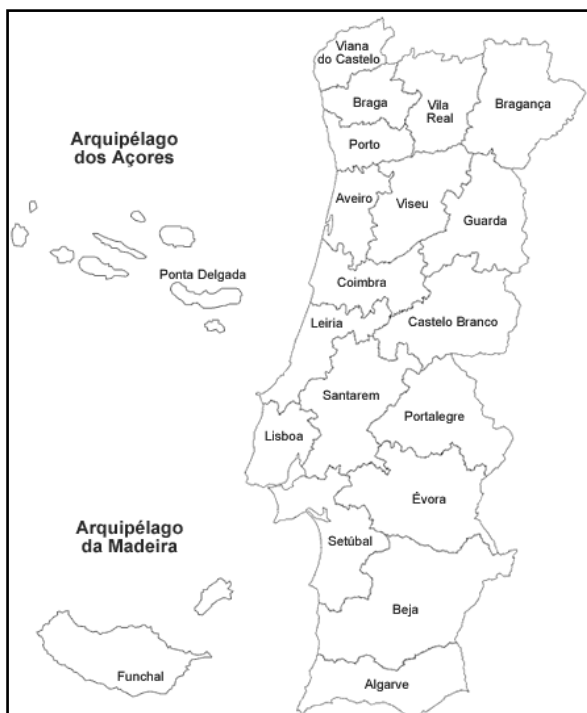 Viana
do Castelo
Braga
Vila
Real
Bragança
Porto
Arquipélago
dos Açores
Aveiro
Viseu
Guarda
Ponta Delgada
Coimbra
Leiria
Castelo Branco
Santarem
Portalegre
Lisboa
Évora
Arquipélago
da Madeira
Setúbal
Beja
Funchal
Algarve